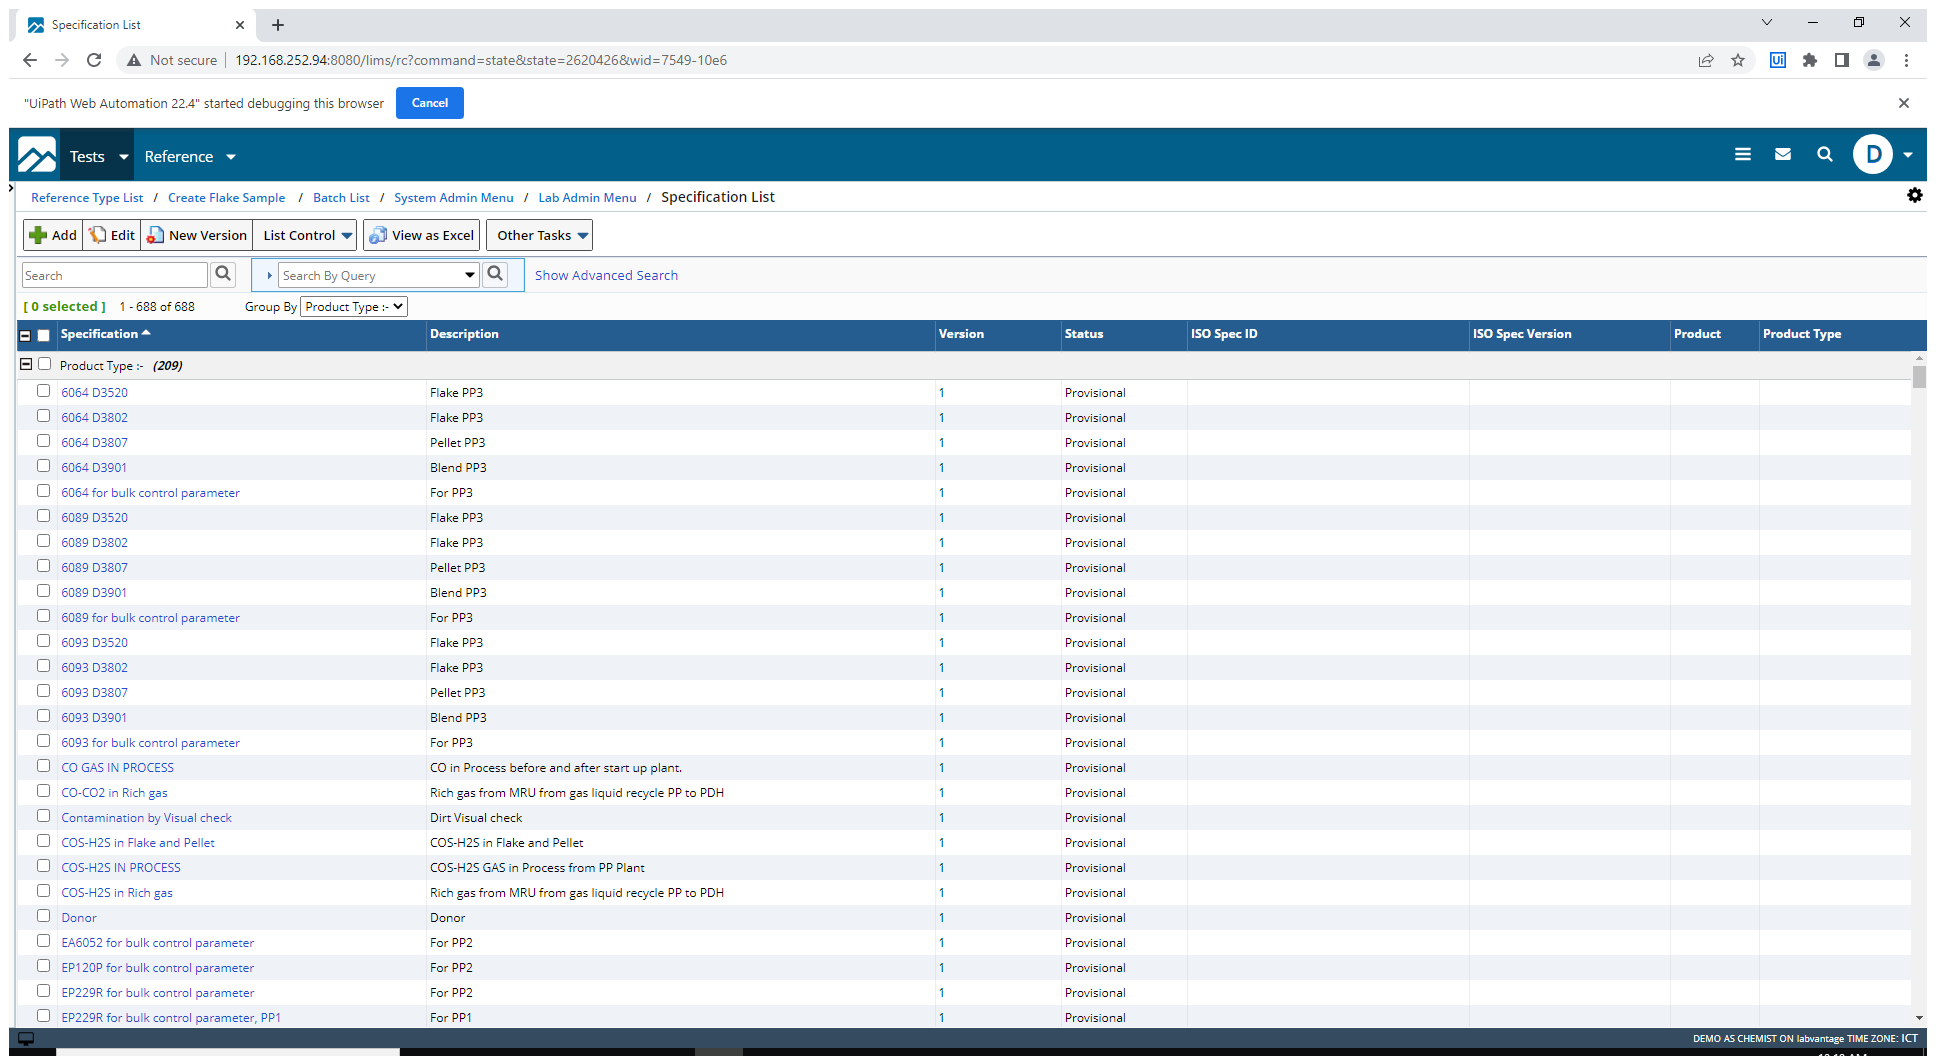 Specification List
Not secure 192.168.252.94:8080/lims/rc?command=state&state=2620426&wid=7549-10e6
"UiPath Web Automation 22.4" started debugging this browser Cancel
Tests Reference D
Reference Type List / Create Flake Sample / Batch List / System Admin Menu / Lab Admin Menu / Specification List
Add Edit New Version List Control View as Excel Other Tasks
Search Search By Query Show Advanced Search
[ 0 selected ] 1 - 688 of 688 Group By Product Type :-
Specification Description Version Status ISO Spec ID ISO Spec Version Product Product Type
Product Type :- (209)
6064 D3520 Flake PP3 1 Provisional
6064 D3802 Flake PP3 1 Provisional
6064 D3807 Pellet PP3 1 Provisional
6064 D3901 Blend PP3 1 Provisional
6064 for bulk control parameter For PP3 1 Provisional
6089 D3520 Flake PP3 1 Provisional
6089 D3802 Flake PP3 1 Provisional
6089 D3807 Pellet PP3 1 Provisional
6089 D3901 Blend PP3 1 Provisional
6089 for bulk control parameter For PP3 1 Provisional
6093 D3520 Flake PP3 1 Provisional
6093 D3802 Flake PP3 1 Provisional
6093 D3807 Pellet PP3 1 Provisional
6093 D3901 Blend PP3 1 Provisional
6093 for bulk control parameter For PP3 1 Provisional
CO GAS IN PROCESS CO in Process before and after start up plant. 1 Provisional
CO-CO2 in Rich gas Rich gas from MRU from gas liquid recycle PP to PDH 1 Provisional
Contamination by Visual check Dirt Visual check 1 Provisional
COS-H2S in Flake and Pellet COS-H2S in Flake and Pellet 1 Provisional
COS-H2S IN PROCESS COS-H2S GAS in Process from PP Plant 1 Provisional
COS-H2S in Rich gas Rich gas from MRU from gas liquid recycle PP to PDH 1 Provisional
Donor Donor 1 Provisional
EA6052 for bulk control parameter For PP2 1 Provisional
EP120P for bulk control parameter For PP2 1 Provisional
EP229R for bulk control parameter For PP2 1 Provisional
EP229R for bulk control parameter, PP1 For PP1 1 Provisional
DEMO AS CHEMIST ON labvantage TIME ZONE: ICT